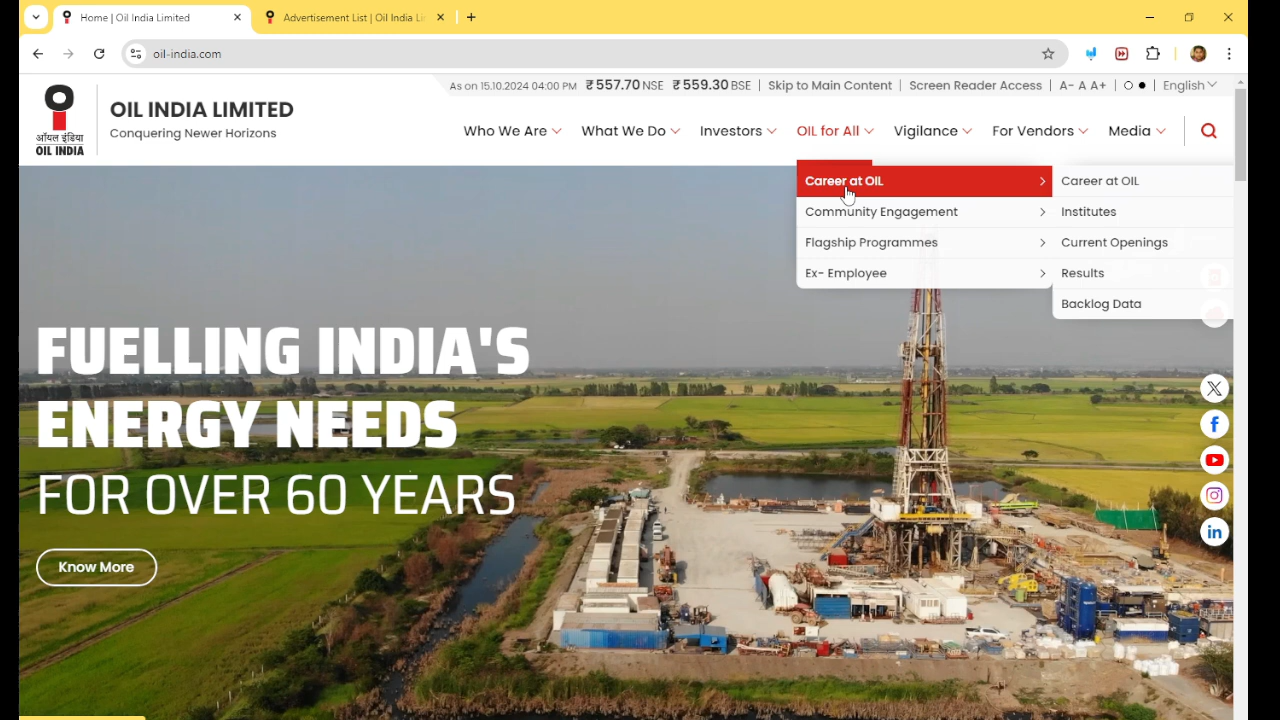 Home | Oil India Limited
Advertisement List | Oil India Li
oil-india.com
As on 15.10.2024 04:00 PM ₹557.70 NSE ₹559.30 BSE | Skip to Main Content | Screen Reader Access | A- A A+ | English
OIL INDIA LIMITED
Conquering Newer Horizons
ऑयल इंडिया
OIL INDIA
Who We Are
What We Do
Investors
OIL for All
Vigilance
For Vendors
Media
Career at OIL
Community Engagement
Flagship Programmes
Ex- Employee
Career at OIL
Institutes
Current Openings
Results
Backlog Data
FUELLING INDIA'S
ENERGY NEEDS
FOR OVER 60 YEARS
Know More